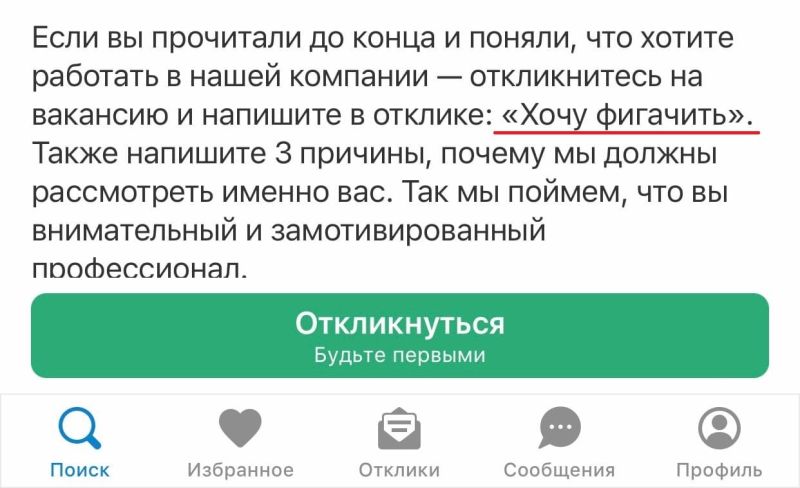 Если вы прочитали до конца и поняли, что хотите
работать в нашей компании — откликнитесь на
вакансию и напишите в отклике: «Хочу фигачить».
Также напишите 3 причины, почему мы должны
рассмотреть именно вас. Так мы поймем, что вы
внимательный и замотивированный
профессионал.
Откликнуться
Будьте первыми
Поиск Избранное Отклики Сообщения Профиль